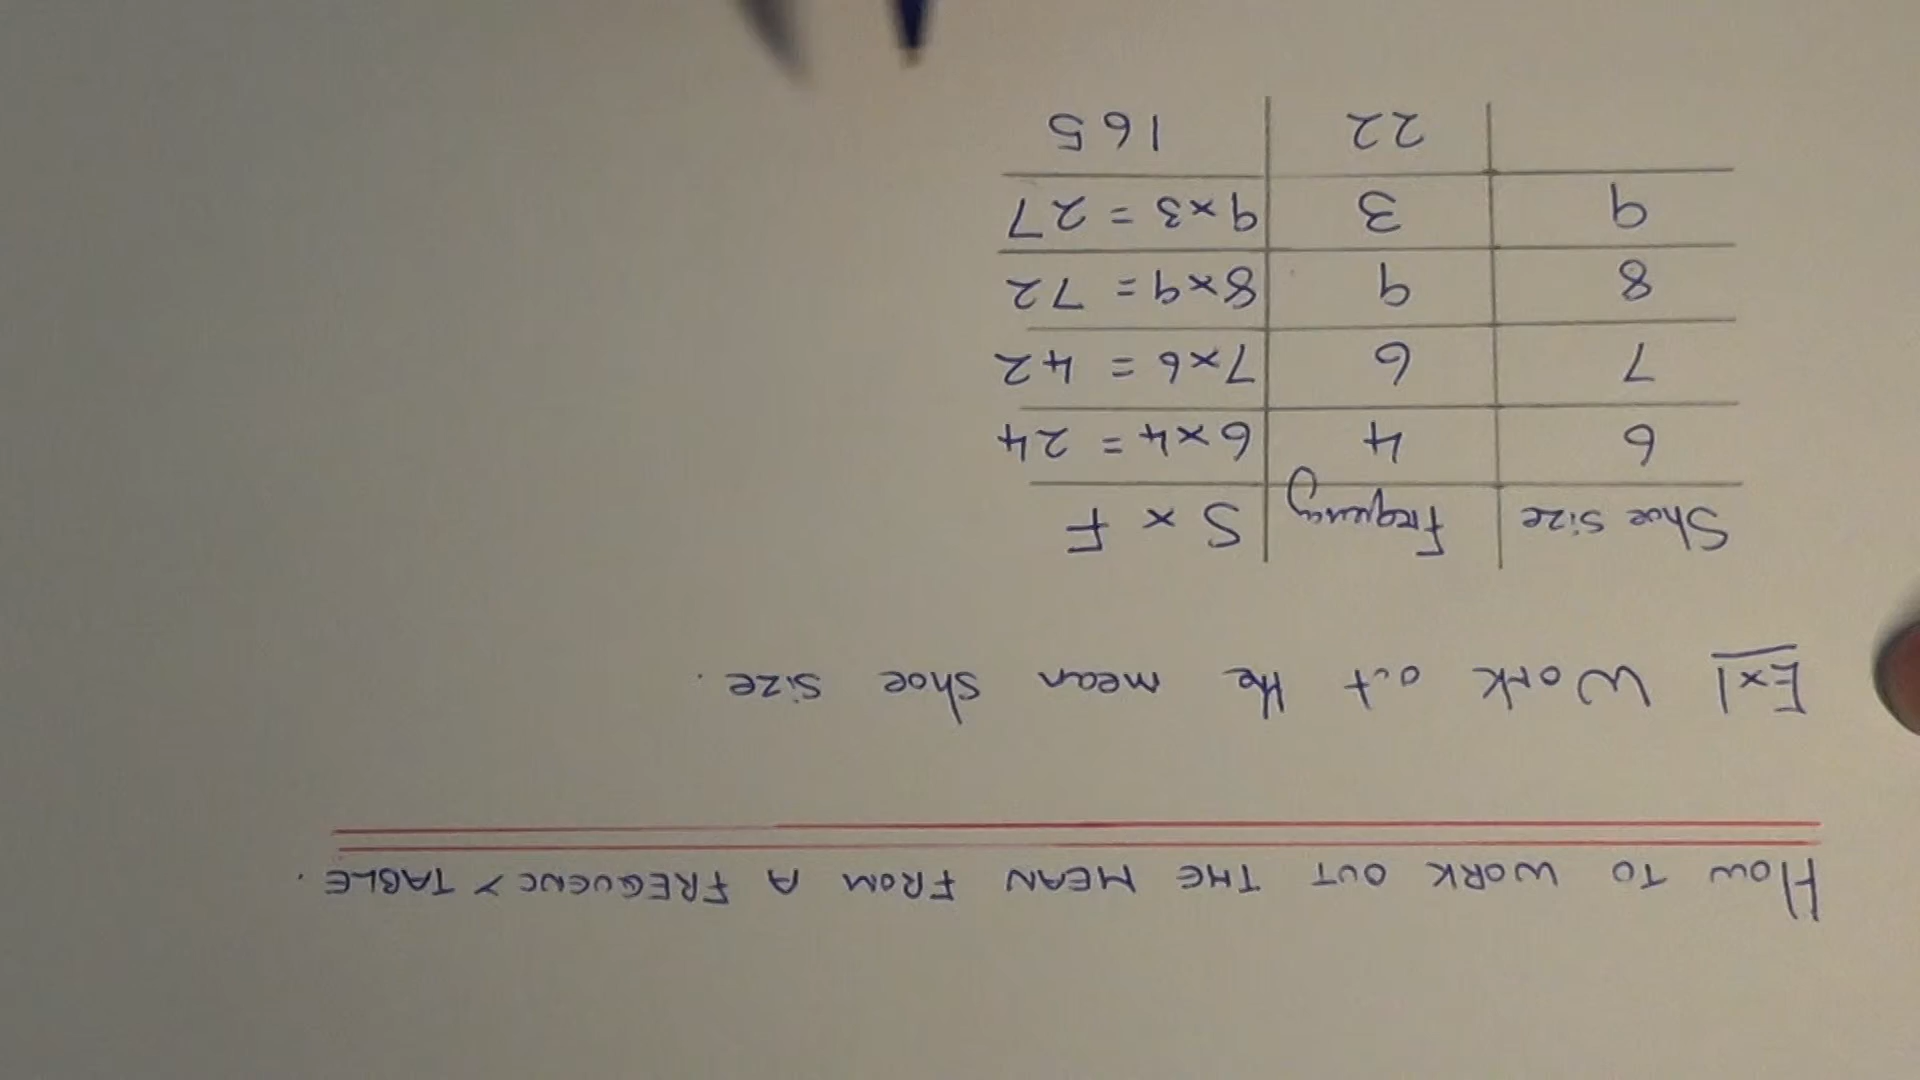 HOW TO WORK OUT THE MEAN FROM A FREQUENCY TABLE.
Ex1 Work out the mean shoe size.
Shoe size Frequency S × F
6 4 6×4 = 24
7 6 7×6 = 42
8 9 8×9 = 72
9 3 9×3 = 27
22 165